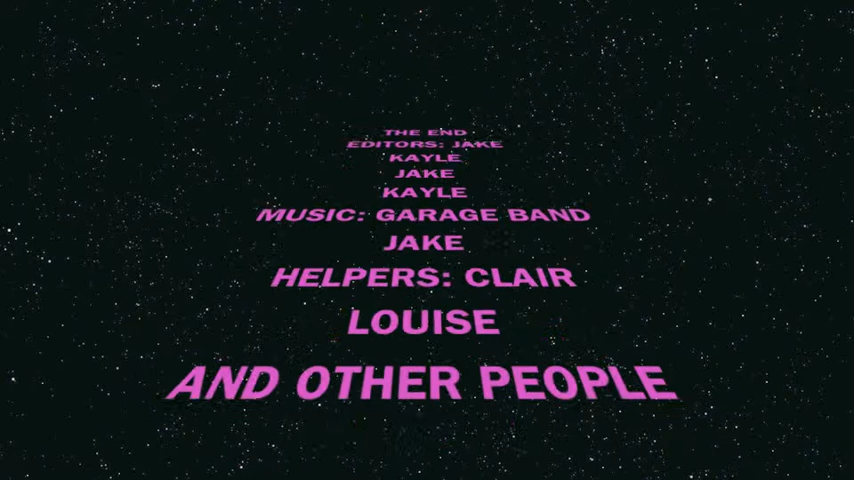 THE END
EDITORS: JAKE
KAYLE
JAKE
KAYLE
MUSIC: GARAGE BAND
JAKE
HELPERS: CLAIR
LOUISE
AND OTHER PEOPLE